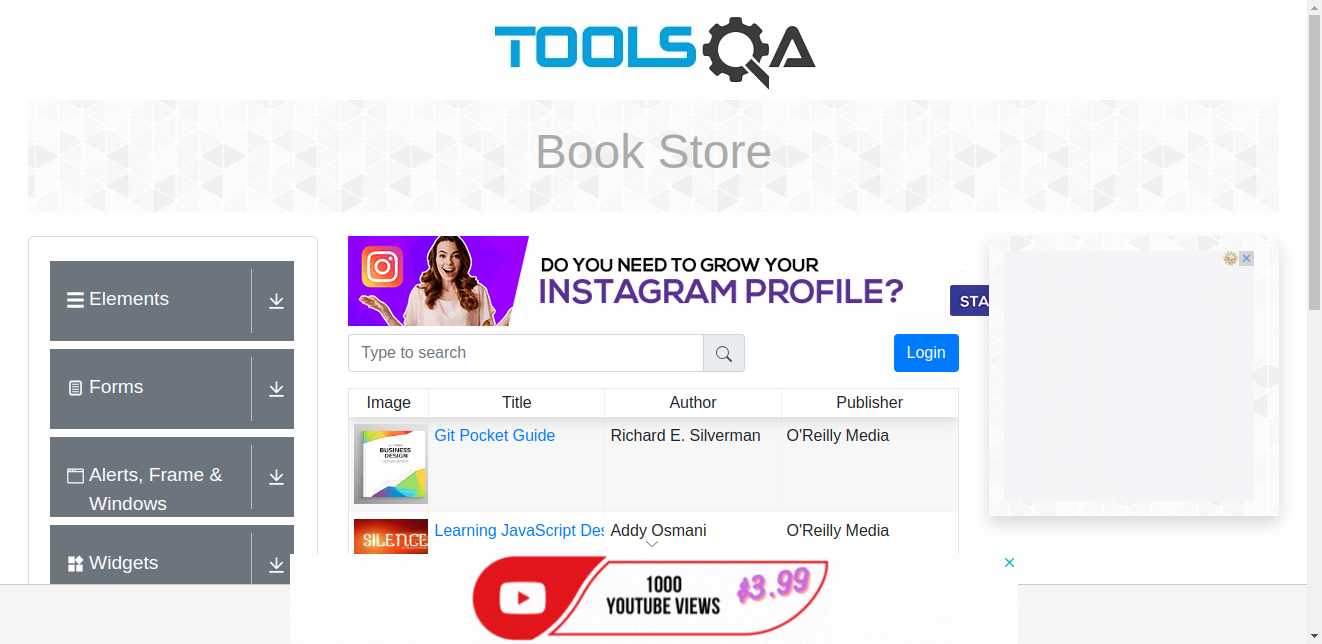 TOOLSQA
Book Store
Elements
Forms
Alerts, Frame &
Windows
Widgets
DO YOU NEED TO GROW YOUR
INSTAGRAM PROFILE?
STA
Type to search
Login
Image Title Author Publisher
BUSINESS
DESIGN
Git Pocket Guide Richard E. Silverman O'Reilly Media
SILENCE
Learning JavaScript Des Addy Osmani O'Reilly Media
1000
YOUTUBE VIEWS
$3.99